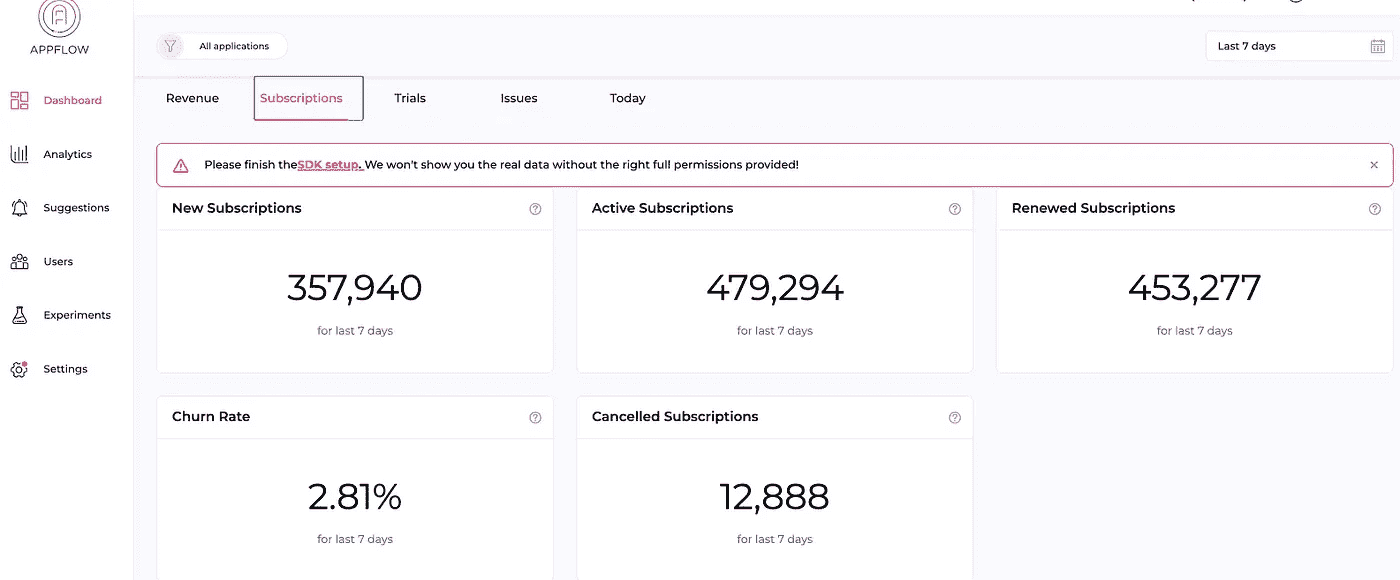 APPFLOW
All applications
Last 7 days
Dashboard
Analytics
Suggestions
Users
Experiments
Settings
Revenue
Subscriptions
Trials
Issues
Today
Please finish theSDK setup. We won't show you the real data without the right full permissions provided!
New Subscriptions
357,940
for last 7 days
Active Subscriptions
479,294
for last 7 days
Renewed Subscriptions
453,277
for last 7 days
Churn Rate
2.81%
for last 7 days
Cancelled Subscriptions
12,888
for last 7 days